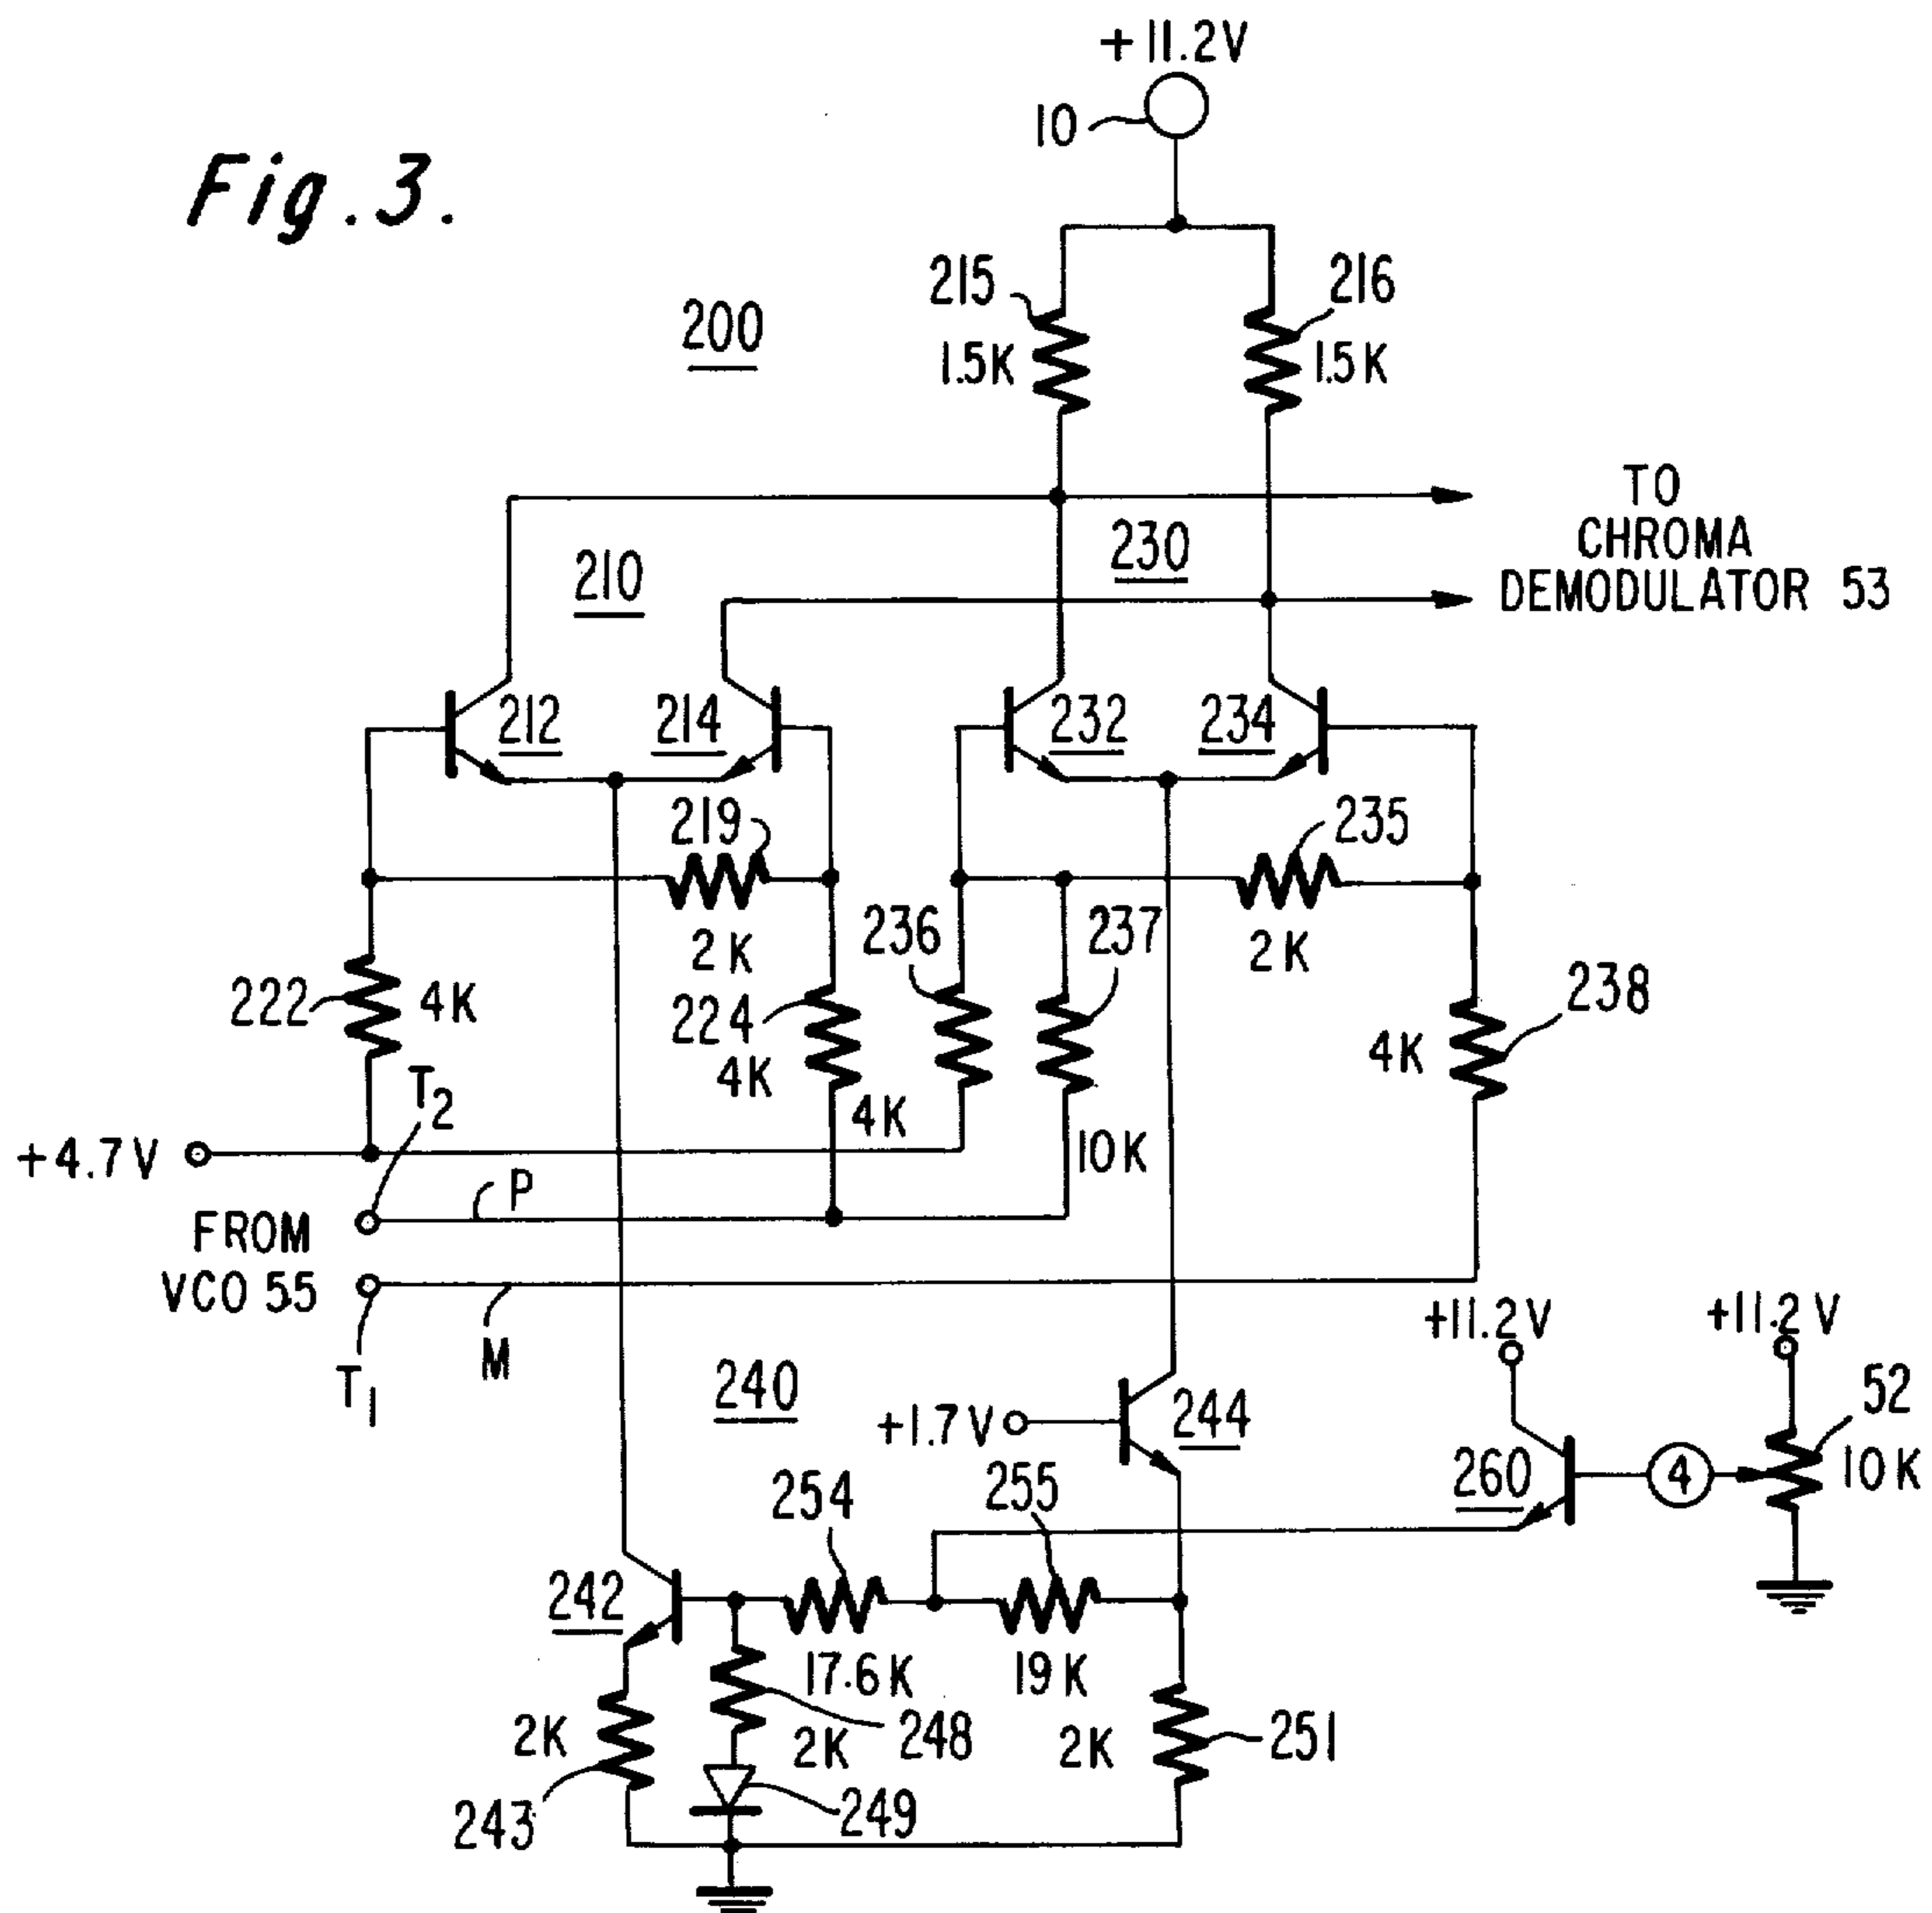 +11.2V
10
Fig. 3.
215
216
200
1.5K
1.5K
TO
CHROMA
DEMODULATOR 53
230
210
212
214
232
234
219
235
236
237
2K
2K
222
4K
224
238
4K
4K
4K
T2
+4.7V
10K
P
FROM
VCO 55
+11.2V
+11.2V
M
T1
240
52
+1.7V
244
260
4
10K
254
255
242
17.6K
19K
2K
2K
248
2K
251
243
249